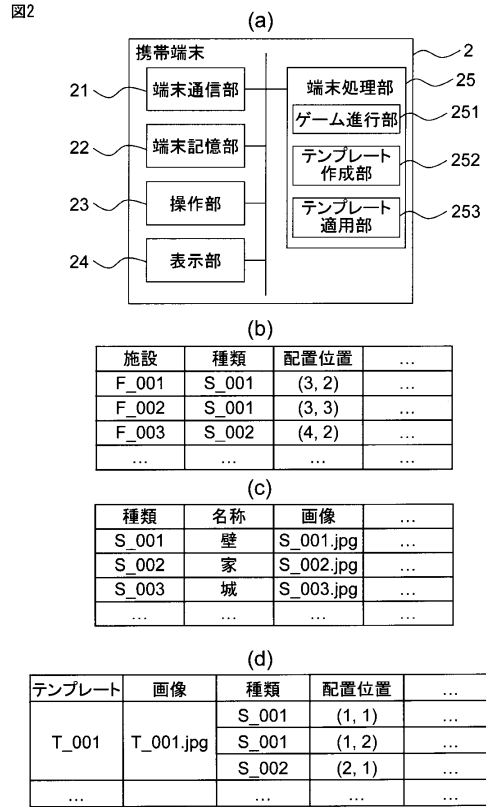 図2
(a)
携帯端末
2
21
端末通信部
端末処理部
25
ゲーム進行部
251
22
端末記憶部
テンプレート
作成部
252
23
操作部
テンプレート
適用部
253
24
表示部
(b)
施設 種類 配置位置 …
F_001 S_001 (3, 2) …
F_002 S_001 (3, 3) …
F_003 S_002 (4, 2) …
… … … …
(c)
種類 名称 画像 …
S_001 壁 S_001.jpg …
S_002 家 S_002.jpg …
S_003 城 S_003.jpg …
… … … …
(d)
テンプレート 画像 種類 配置位置 …
S_001 (1, 1) …
T_001 T_001.jpg S_001 (1, 2) …
S_002 (2, 1) …
… … … … …